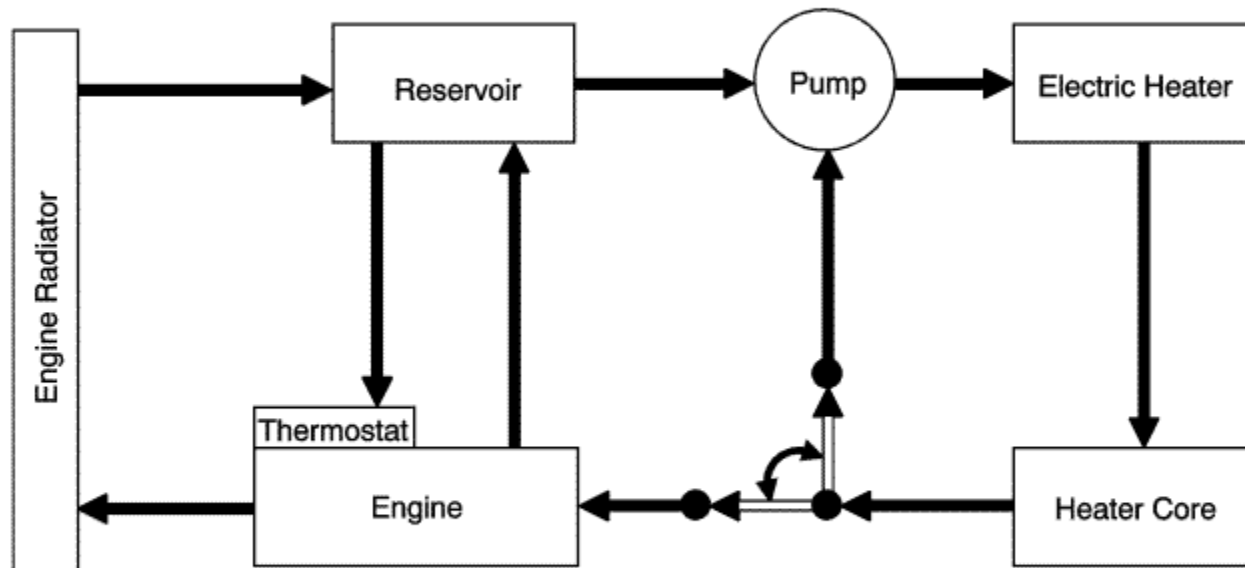 Engine Radiator
Reservoir
Pump
Electric Heater
Thermostat
Engine
Heater Core